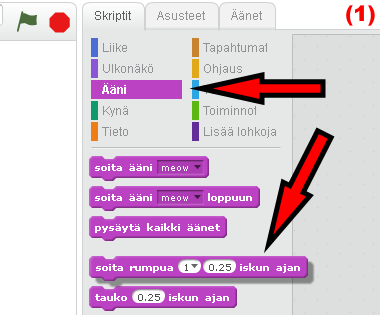 Skriptit Asusteet Äänet (1)
Liike Tapahtumat
Ulkonäkö Ohjaus
Ääni
Kynä Toiminnot
Tieto Lisää lohkoja
soita ääni meow
soita ääni meow loppuun
pysäytä kaikki äänet
soita rumpua 1 0.25 iskun ajan
tauko 0.25 iskun ajan